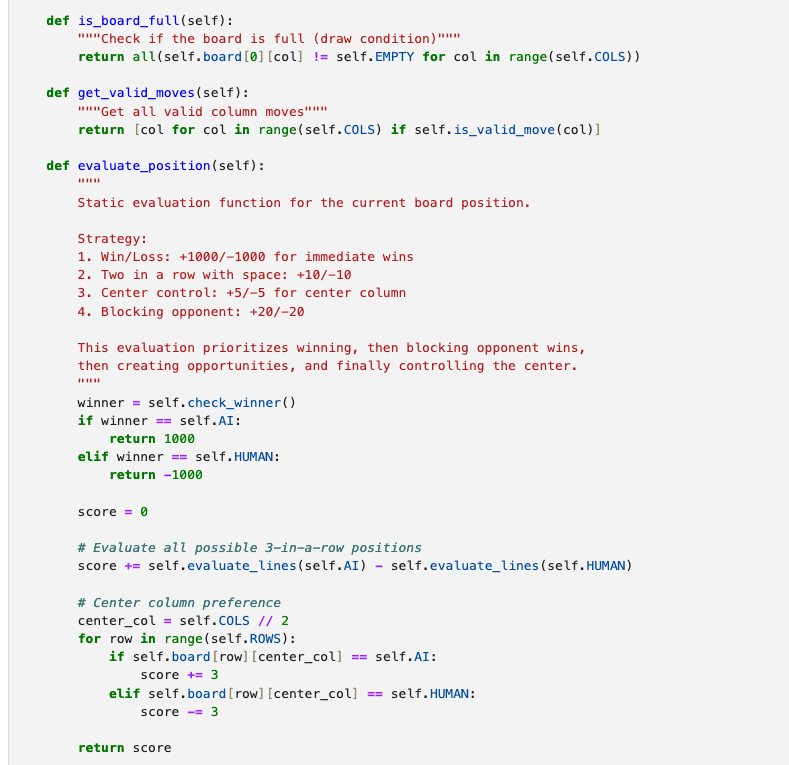 def is_board_full(self):
    """Check if the board is full (draw condition)"""
    return all(self.board[0][col] != self.EMPTY for col in range(self.COLS))
def get_valid_moves(self):
    """Get all valid column moves"""
    return [col for col in range(self.COLS) if self.is_valid_move(col)]
def evaluate_position(self):
    """
    Static evaluation function for the current board position.
    Strategy:
    1. Win/Loss: +1000/-1000 for immediate wins
    2. Two in a row with space: +10/-10
    3. Center control: +5/-5 for center column
    4. Blocking opponent: +20/-20
    This evaluation prioritizes winning, then blocking opponent wins,
    then creating opportunities, and finally controlling the center.
    """
    winner = self.check_winner()
    if winner == self.AI:
        return 1000
    elif winner == self.HUMAN:
        return -1000
    score = 0
    # Evaluate all possible 3-in-a-row positions
    score += self.evaluate_lines(self.AI) - self.evaluate_lines(self.HUMAN)
    # Center column preference
    center_col = self.COLS // 2
    for row in range(self.ROWS):
        if self.board[row][center_col] == self.AI:
            score += 3
        elif self.board[row][center_col] == self.HUMAN:
            score -= 3
    return score